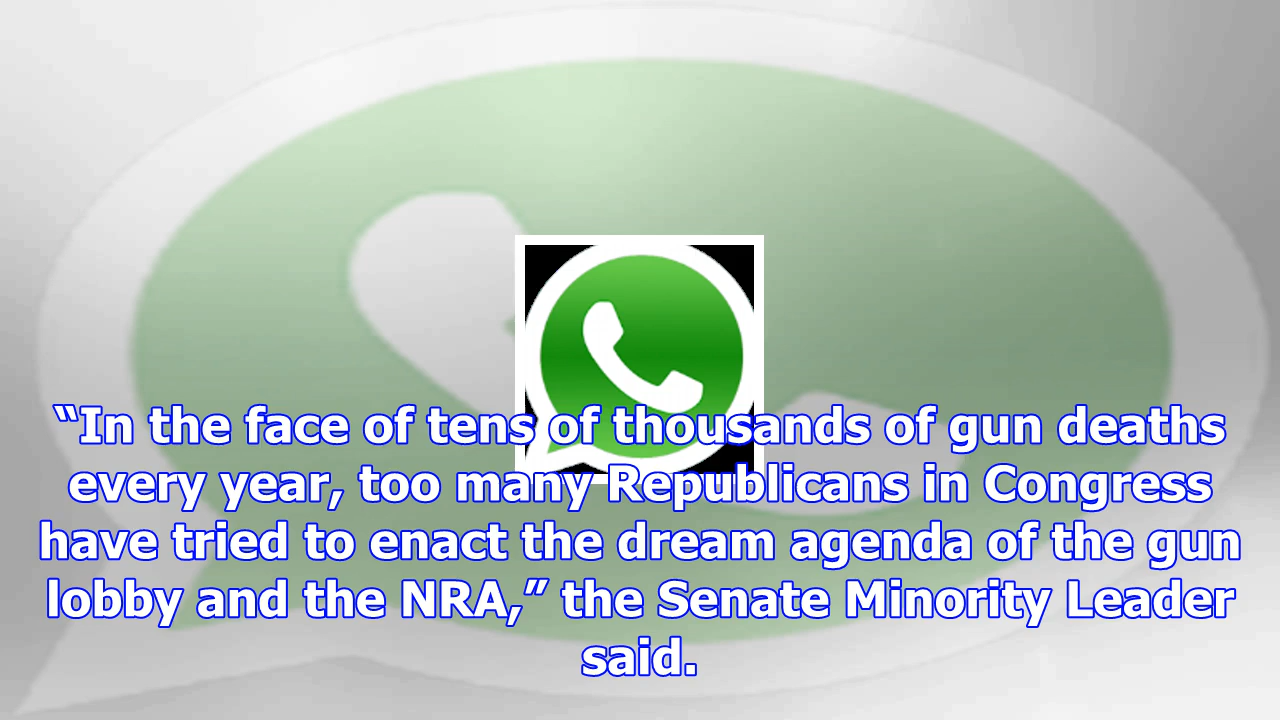 “In the face of tens of thousands of gun deaths
every year, too many Republicans in Congress
have tried to enact the dream agenda of the gun
lobby and the NRA,” the Senate Minority Leader
said.